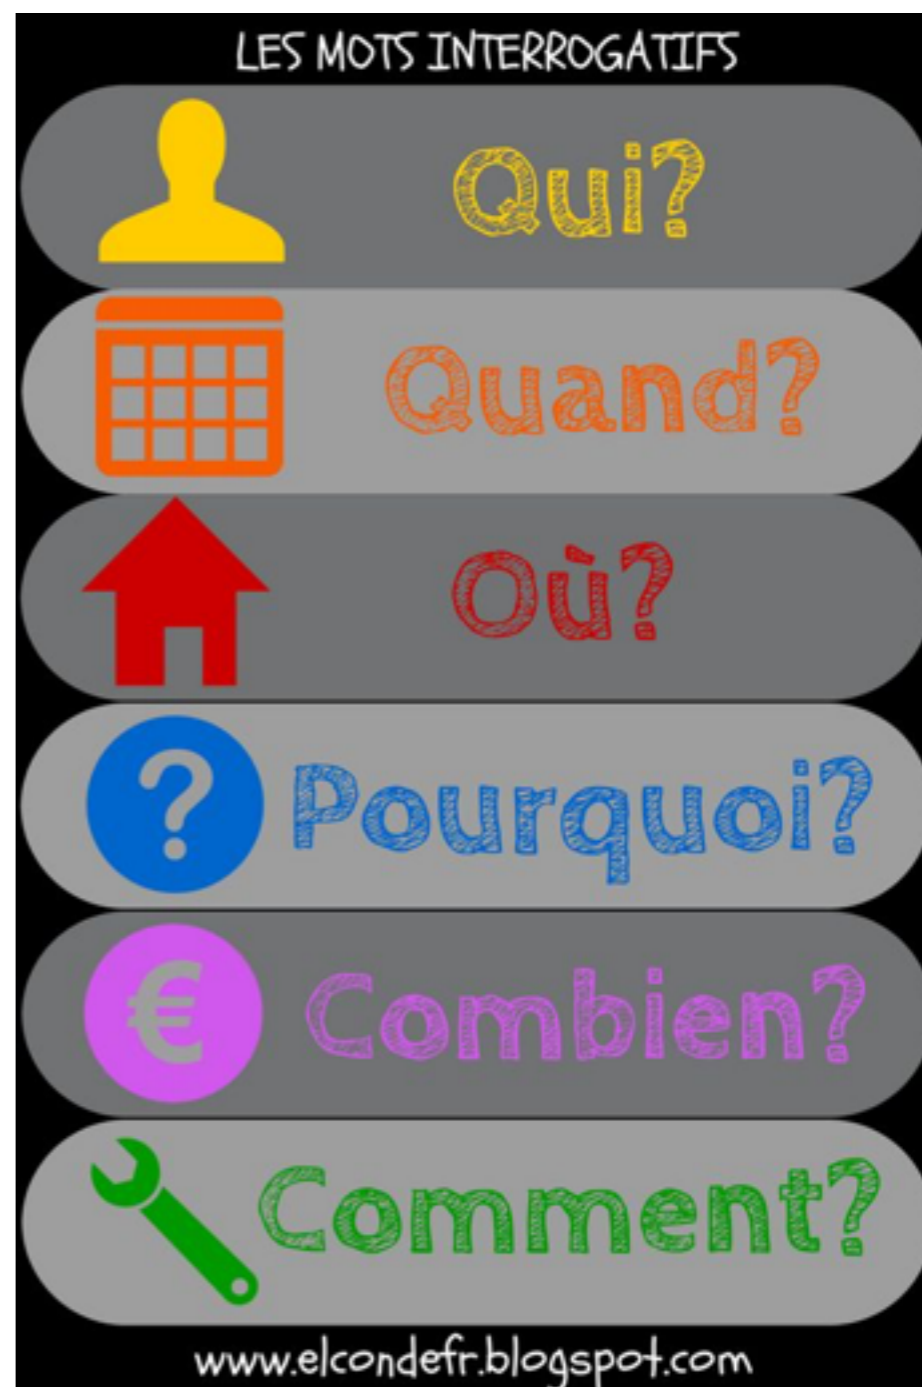 LES MOTS INTERROGATIFS
Qui?
Quand?
Où?
?
Pourquoi?
€
Combien?
Comment?
www.elcondefr.blogspot.com